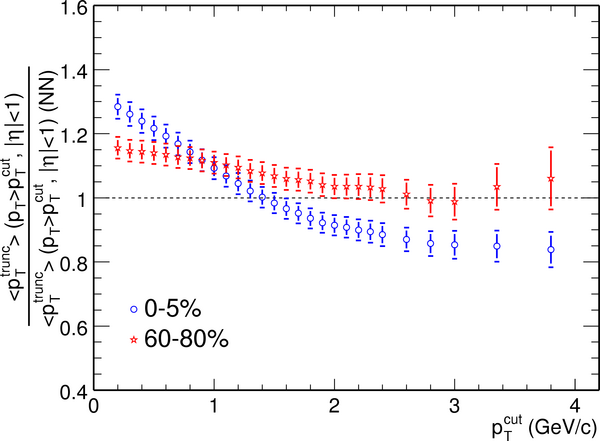 <p_T^trunc> (p_T>p_T^cut, |η|<1)
<p_T^trunc> (p_T>p_T^cut, |η|<1) (NN)
1.6
1.4
1.2
1
0.8
0.6
0.4
0-5%
60-80%
0 1 2 3 4
p_T^cut (GeV/c)